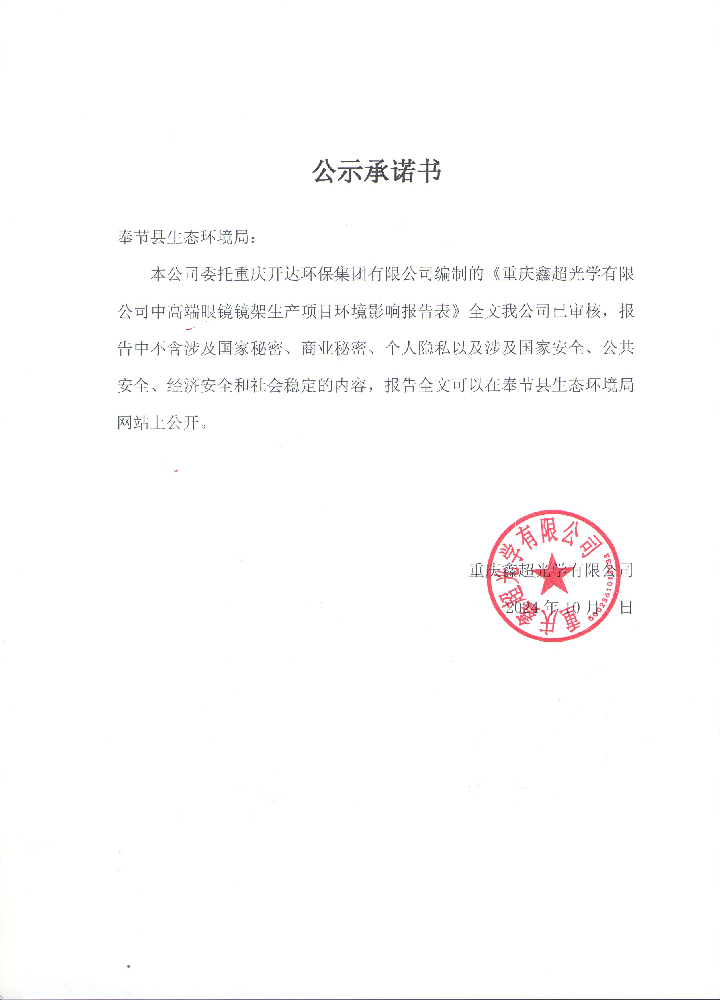 公示承诺书
奉节县生态环境局：
本公司委托重庆开达环保集团有限公司编制的《重庆鑫超光学有限
公司中高端眼镜镜架生产项目环境影响报告表》全文我公司已审核，报
告中不含涉及国家秘密、商业秘密、个人隐私以及涉及国家安全、公共
安全、经济安全和社会稳定的内容，报告全文可以在奉节县生态环境局
网站上公开。
重庆鑫超光学有限公司
2024 年 10 月 日
重庆鑫超光学有限公司
5002361013033